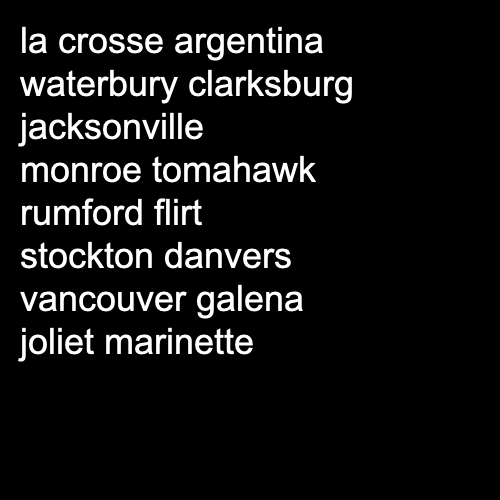 la crosse argentina
waterbury clarksburg
jacksonville
monroe tomahawk
rumford flirt
stockton danvers
vancouver galena
joliet marinette